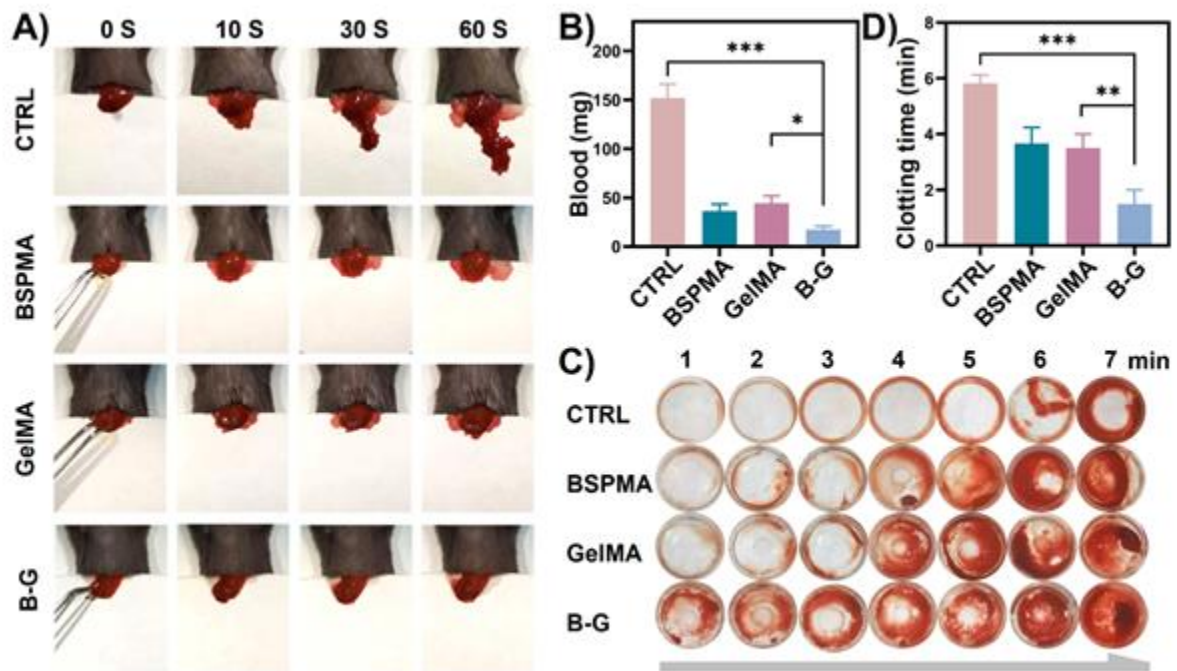 A)
0 S 10 S 30 S 60 S
CTRL
BSPMA
GelMA
B-G
B)
Blood (mg)
200
150
100
50
0
***
*
CTRL
BSPMA
GelMA
B-G
D)
Clotting time (min)
8
6
4
2
0
***
**
CTRL
BSPMA
GelMA
B-G
C)
1 2 3 4 5 6 7 min
CTRL
BSPMA
GelMA
B-G